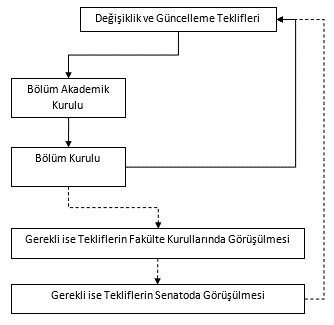 Değişiklik ve Güncelleme Teklifleri
Bölüm Akademik
Kurulu
Bölüm Kurulu
Gerekli ise Tekliflerin Fakülte Kurullarında Görüşülmesi
Gerekli ise Tekliflerin Senatoda Görüşülmesi